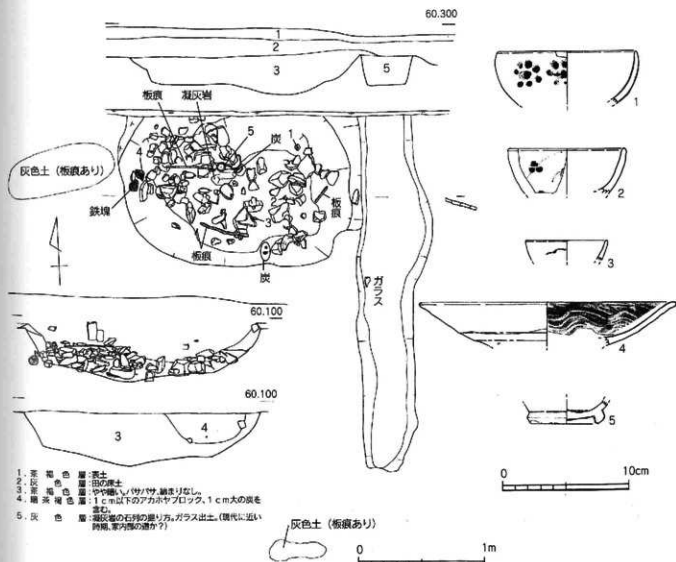 60.300
1
2
3
5
板痕
凝灰岩
5
炭
1
4
灰色土（板痕あり）
鉄塊
板痕
3
板痕
炭
ガラス
60.100
60.100
3
4
1．茶褐色層：表土
2．灰色層：田の床土
3．茶褐色層：やや暗い。パサパサ、締まりなし。
4．暗茶褐色層：1cm以下のアカホヤブロック、1cm大の炭を
含む。
5．灰色層：凝灰岩の石列の掘り方。ガラス出土。(現代に近い
時期、家内部の造か？)
灰色土（板痕あり）
0
1m
1
2
3
4
5
0
10cm